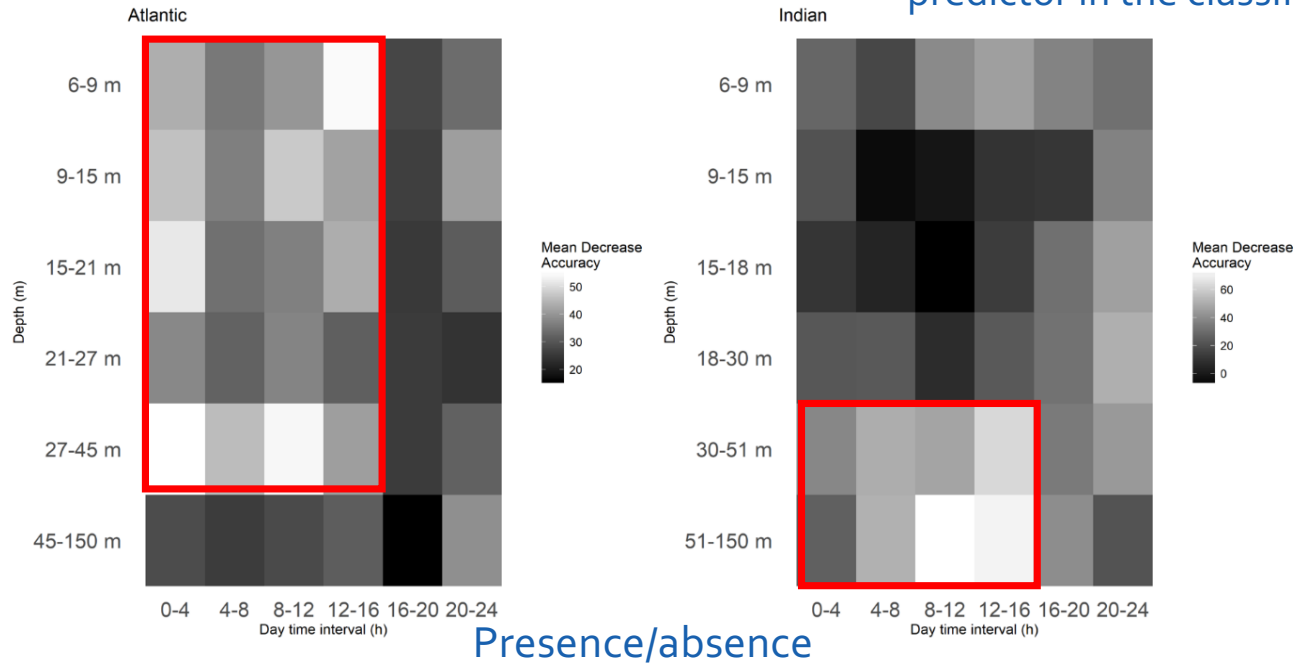 predictor in the
Atlantic
6-9 m
9-15 m
15-21 m
21-27 m
27-45 m
45-150 m
Depth (m)
0-4 4-8 8-12 12-16 16-20 20-24
Day time interval (h)
Mean Decrease
Accuracy
50
40
30
20
Indian
6-9 m
9-15 m
15-18 m
18-30 m
30-51 m
51-150 m
Depth (m)
0-4 4-8 8-12 12-16 16-20 20-24
Day time interval (h)
Mean Decrease
Accuracy
60
40
20
0
Presence/absence